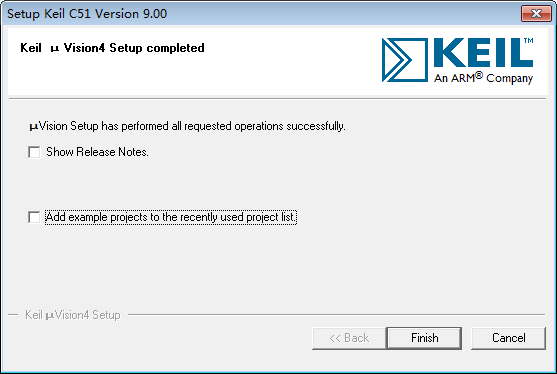 Setup Keil C51 Version 9.00
Keil μ Vision4 Setup completed
KEIL™
An ARM® Company
μVision Setup has performed all requested operations successfully.
Show Release Notes.
Add example projects to the recently used project list.
Keil μVision4 Setup
<< Back
Finish
Cancel